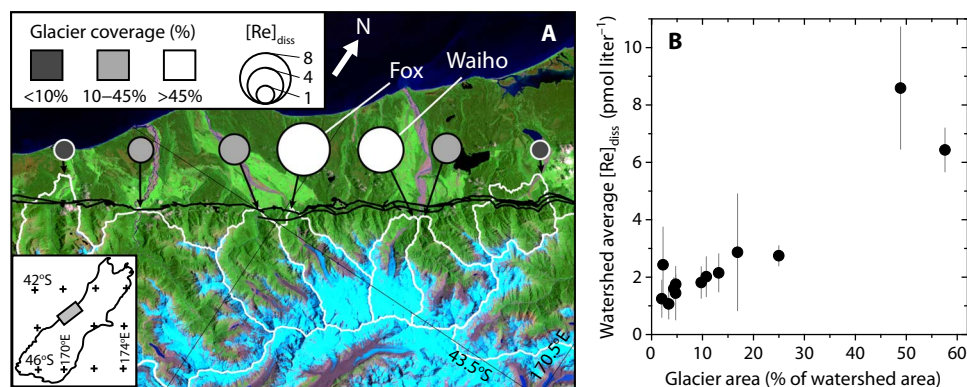 Glacier coverage (%)
<10% 10–45% >45%
[Re]diss
8
4
1
N
A
Fox
Waiho
42°S
46°S
170°E
174°E
43.5°S
170.5°E
B
Watershed average [Re]diss (pmol liter⁻¹)
10
8
6
4
2
0
0 10 20 30 40 50 60
Glacier area (% of watershed area)